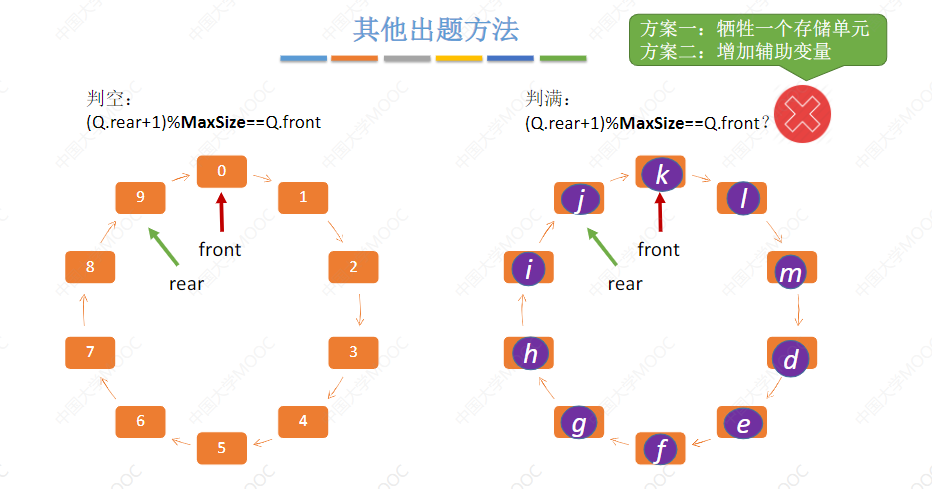 其他出题方法
方案一：牺牲一个存储单元
方案二：增加辅助变量
判空：
(Q.rear+1)%MaxSize==Q.front
0
1
2
3
4
5
6
7
8
9
front
rear
判满：
(Q.rear+1)%MaxSize==Q.front？
k
l
m
d
e
f
g
h
i
j
front
rear
中国大学MOOC